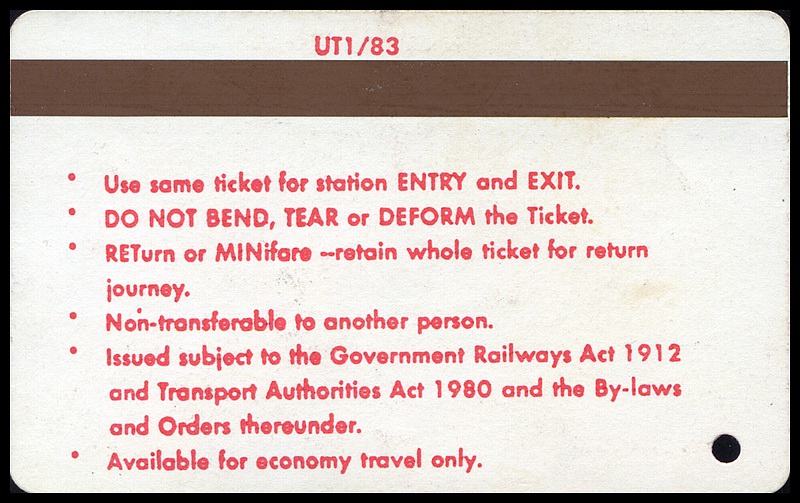 UT1/83
• Use same ticket for station ENTRY and EXIT.
• DO NOT BEND, TEAR or DEFORM the Ticket.
• RETurn or MINifare --retain whole ticket for return
journey.
• Non-transferable to another person.
• Issued subject to the Government Railways Act 1912
and Transport Authorities Act 1980 and the By-laws
and Orders thereunder.
• Available for economy travel only.